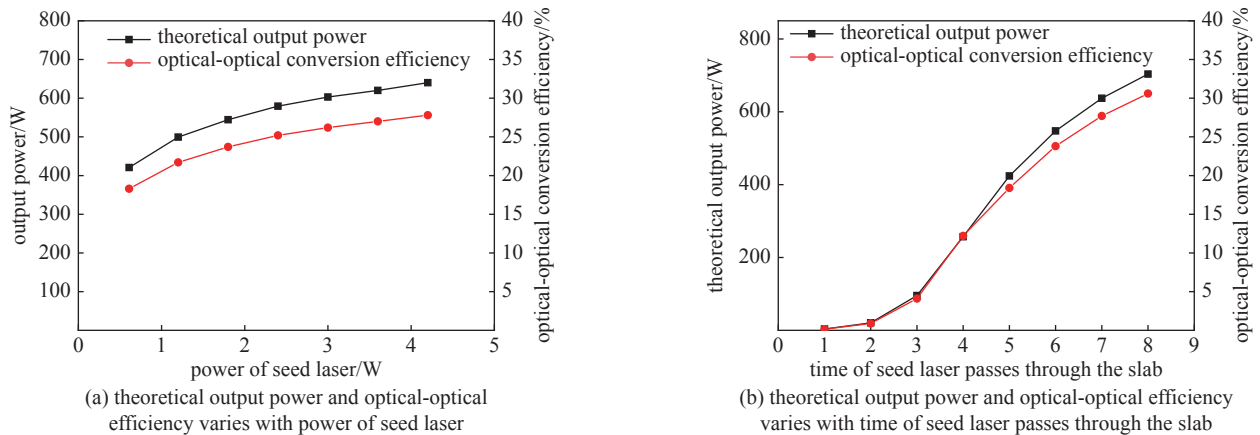 800
700
600
500
400
300
200
100
output power/W
theoretical output power
optical-optical conversion efficiency
40
35
30
25
20
15
10
5
optical-optical conversion efficiency/%
0 1 2 3 4 5
power of seed laser/W
(a) theoretical output power and optical-optical
efficiency varies with power of seed laser
800
600
400
200
theoretical output power/W
theoretical output power
optical-optical conversion efficiency
40
35
30
25
20
15
10
5
optical-optical conversion efficiency/%
0 1 2 3 4 5 6 7 8 9
time of seed laser passes through the slab
(b) theoretical output power and optical-optical efficiency
varies with time of seed laser passes through the slab